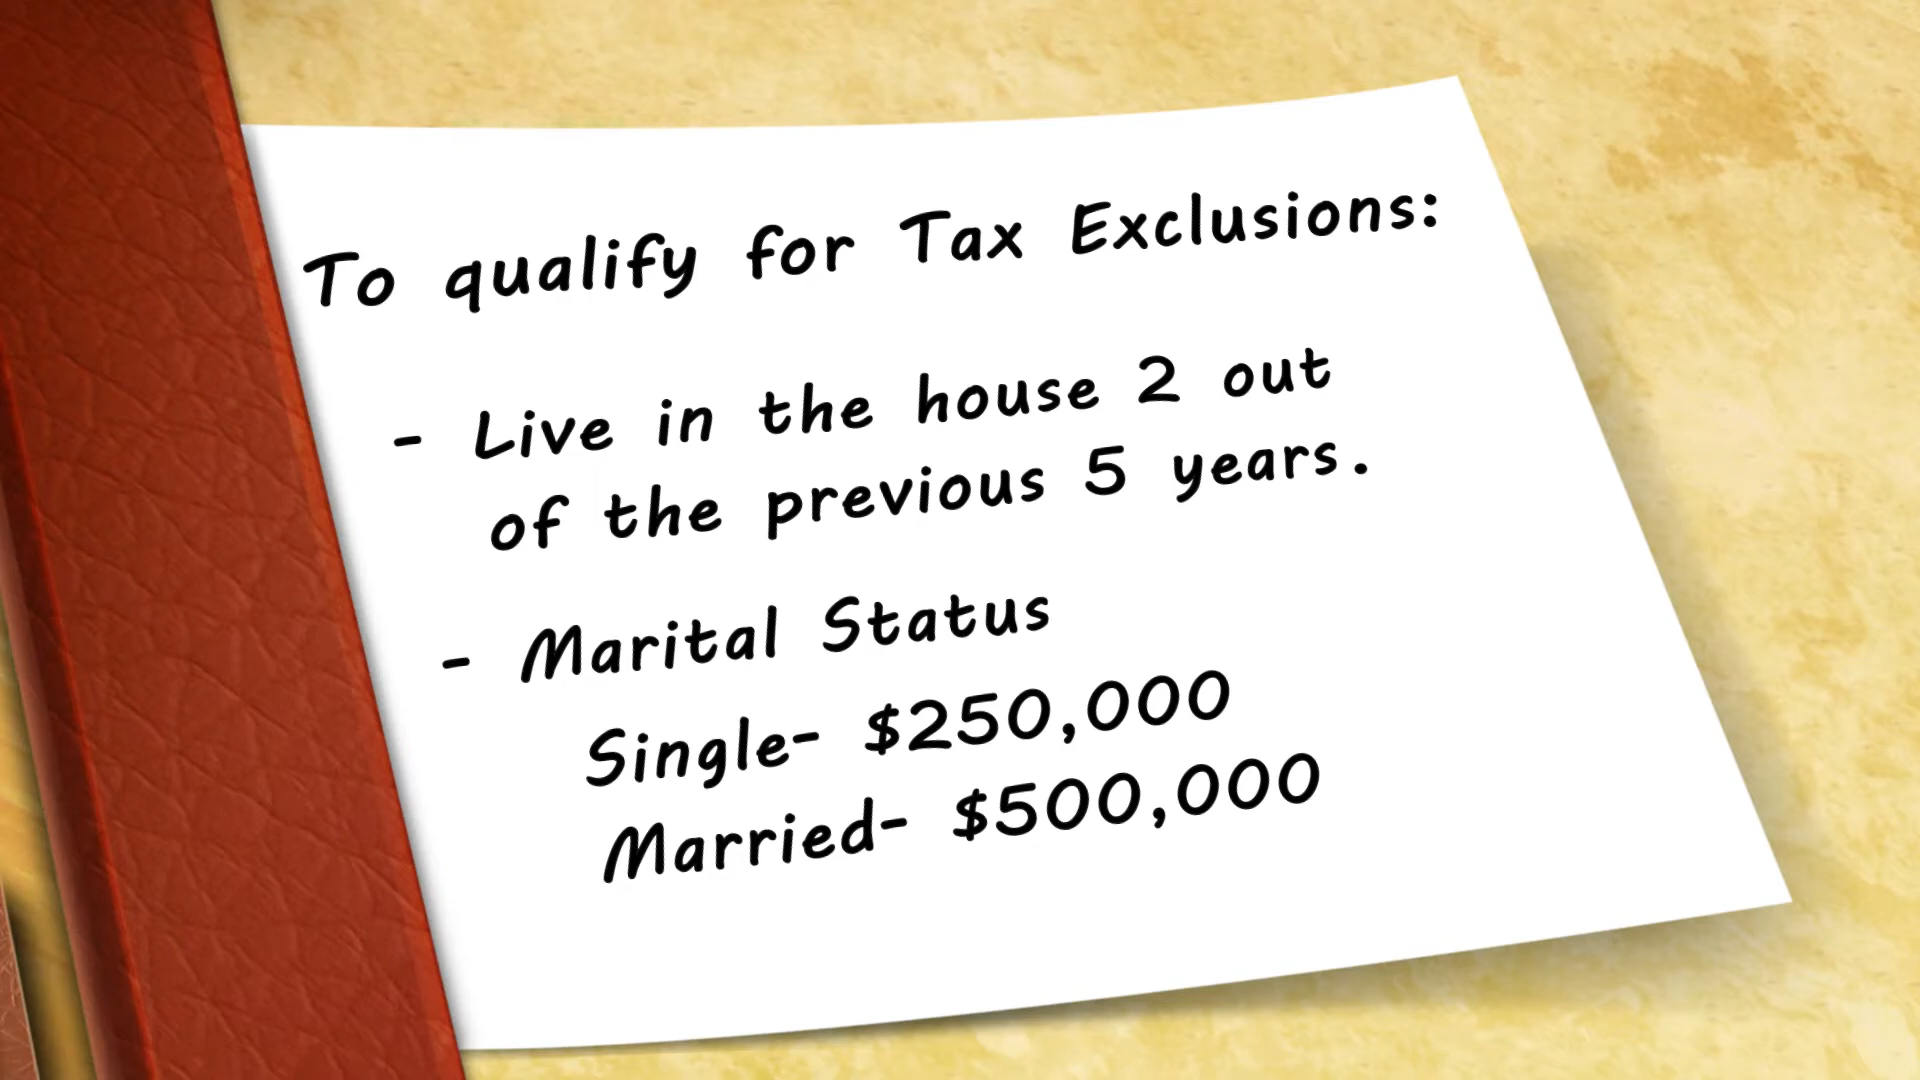 To qualify for Tax Exclusions:
- Live in the house 2 out
of the previous 5 years.
- Marital Status
Single- $250,000
Married- $500,000